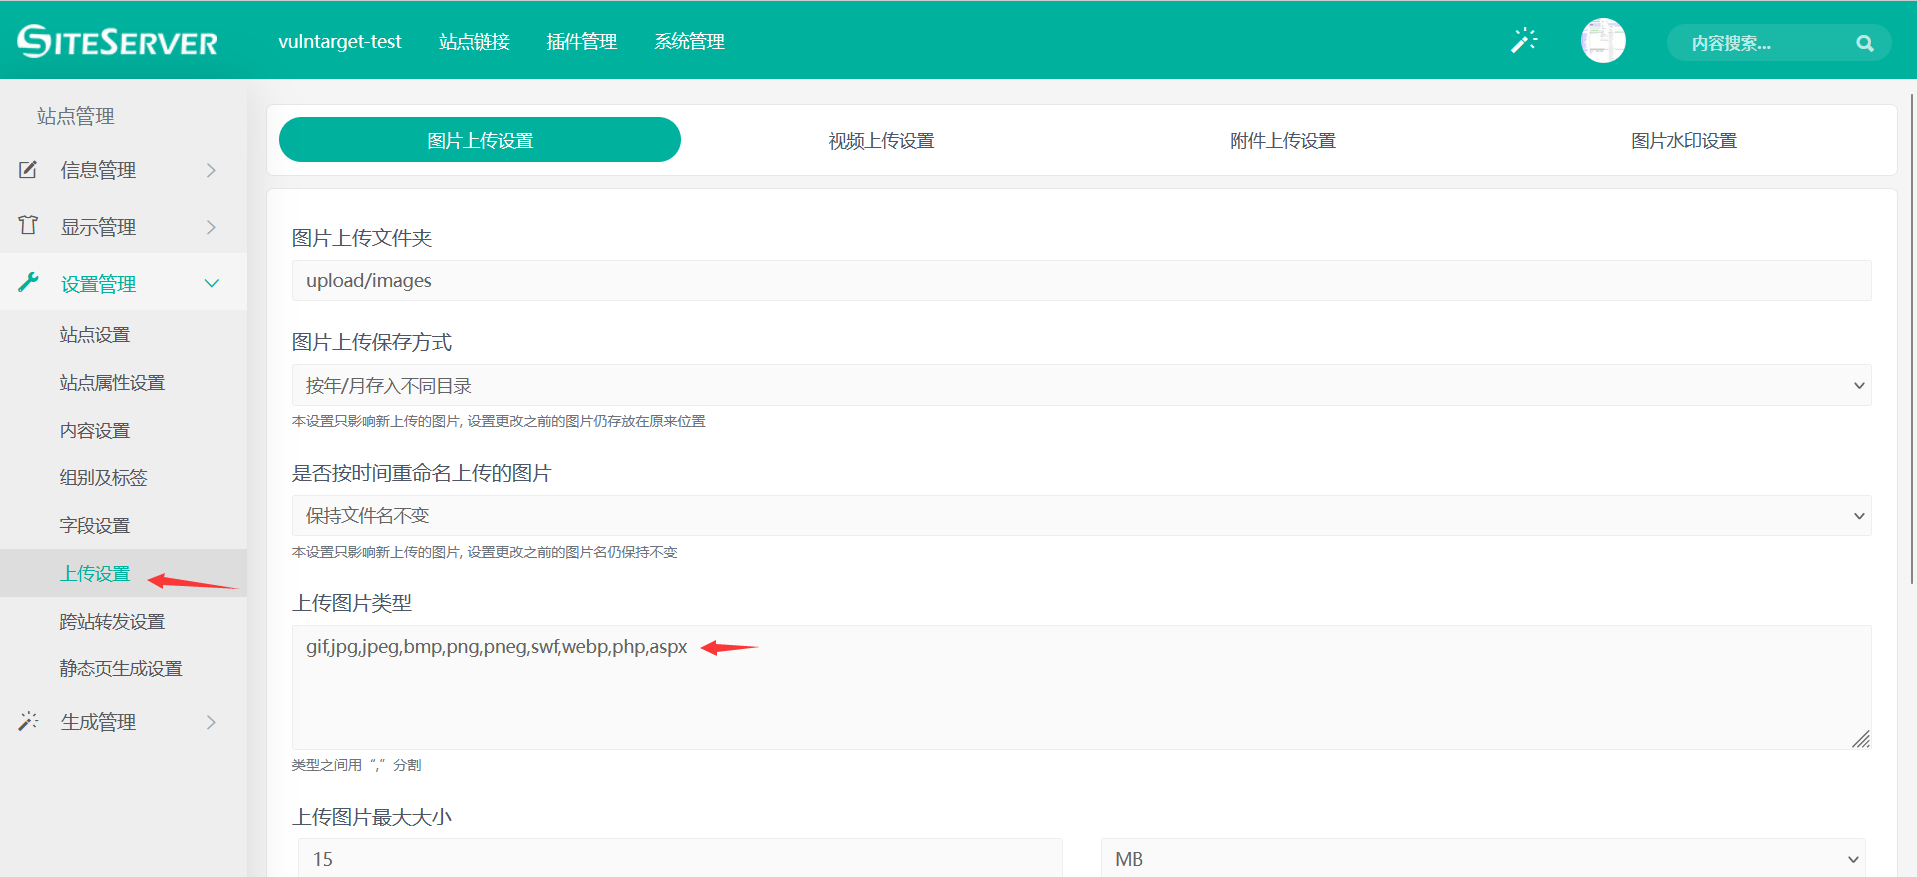 SITESERVER
vulntarget-test 站点链接 插件管理 系统管理
内容搜索...
站点管理
信息管理
显示管理
设置管理
站点设置
站点属性设置
内容设置
组别及标签
字段设置
上传设置
跨站转发设置
静态页生成设置
生成管理
图片上传设置 视频上传设置 附件上传设置 图片水印设置
图片上传文件夹
upload/images
图片上传保存方式
按年/月存入不同目录
本设置只影响新上传的图片, 设置更改之前的图片仍存放在原来位置
是否按时间重命名上传的图片
保持文件名不变
本设置只影响新上传的图片, 设置更改之前的图片名仍保持不变
上传图片类型
gif,jpg,jpeg,bmp,png,pneg,swf,webp,php,aspx
类型之间用“,”分割
上传图片最大大小
15 MB